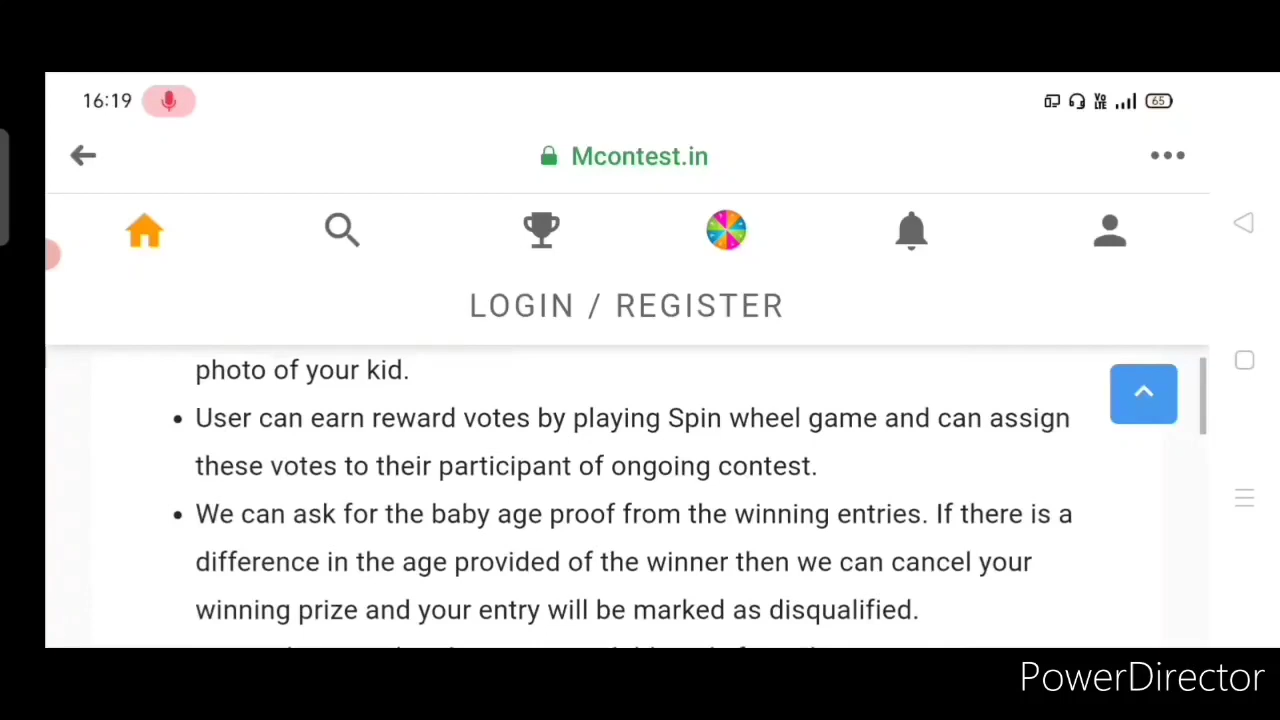 16:19
Vo LTE 65
Mcontest.in
LOGIN / REGISTER
photo of your kid.
• User can earn reward votes by playing Spin wheel game and can assign
these votes to their participant of ongoing contest.
• We can ask for the baby age proof from the winning entries. If there is a
difference in the age provided of the winner then we can cancel your
winning prize and your entry will be marked as disqualified.
PowerDirector